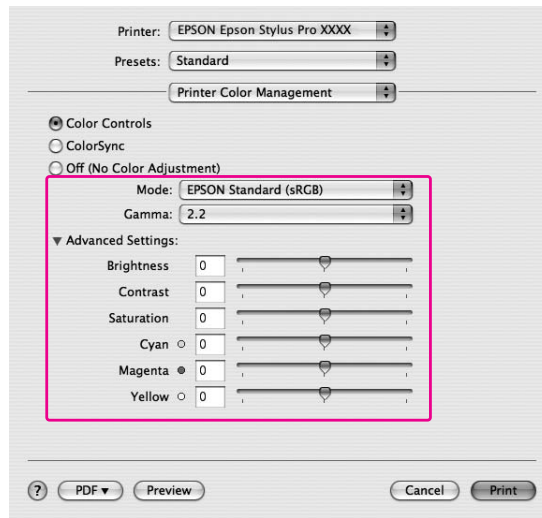 Printer: EPSON Epson Stylus Pro XXXX
Presets: Standard
Printer Color Management
Color Controls
ColorSync
Off (No Color Adjustment)
Mode: EPSON Standard (sRGB)
Gamma: 2.2
Advanced Settings:
Brightness 0
Contrast 0
Saturation 0
Cyan 0
Magenta 0
Yellow 0
? PDF Preview Cancel Print